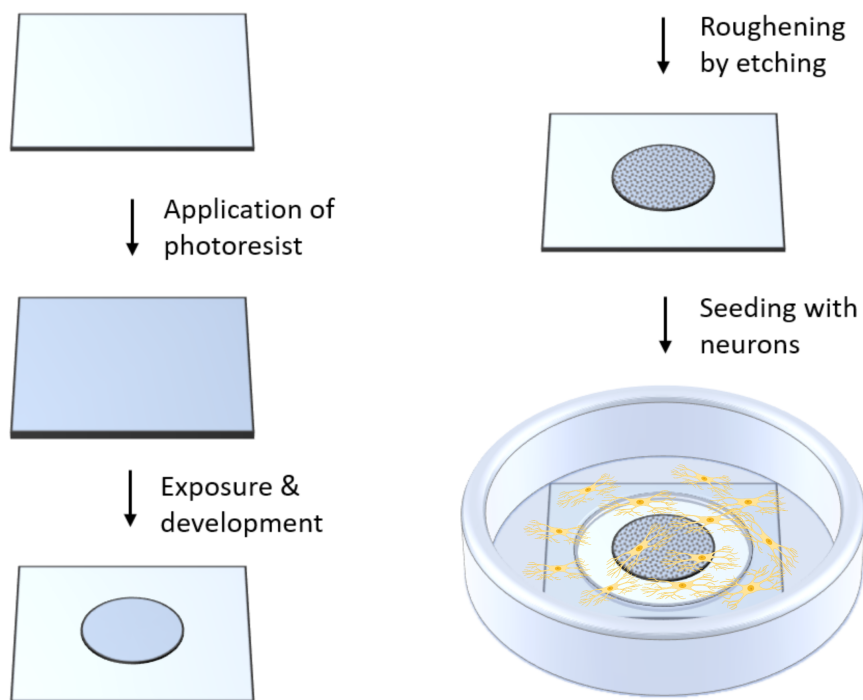 Application of
photoresist
Exposure &
development
Roughening
by etching
Seeding with
neurons